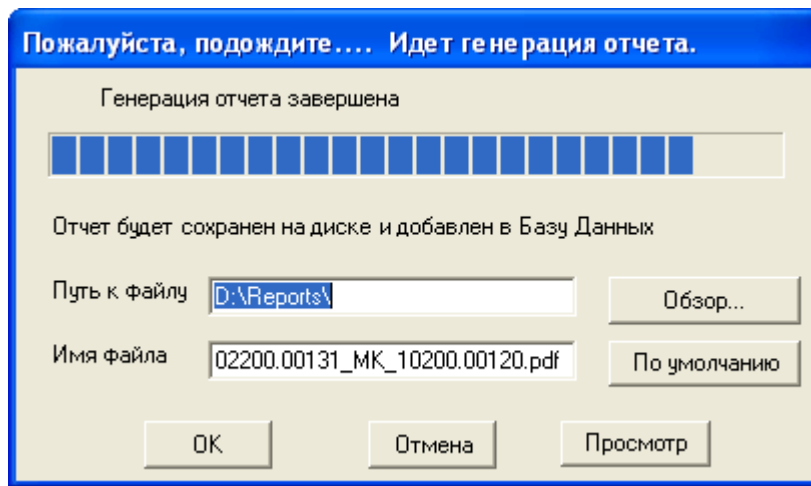 Пожалуйста, подождите.... Идет генерация отчета.
Генерация отчета завершена
Отчет будет сохранен на диске и добавлен в Базу Данных
Путь к файлу D:\Reports\ Обзор...
Имя файла 02200.00131_МК_10200.00120.pdf По умолчанию
OK Отмена Просмотр